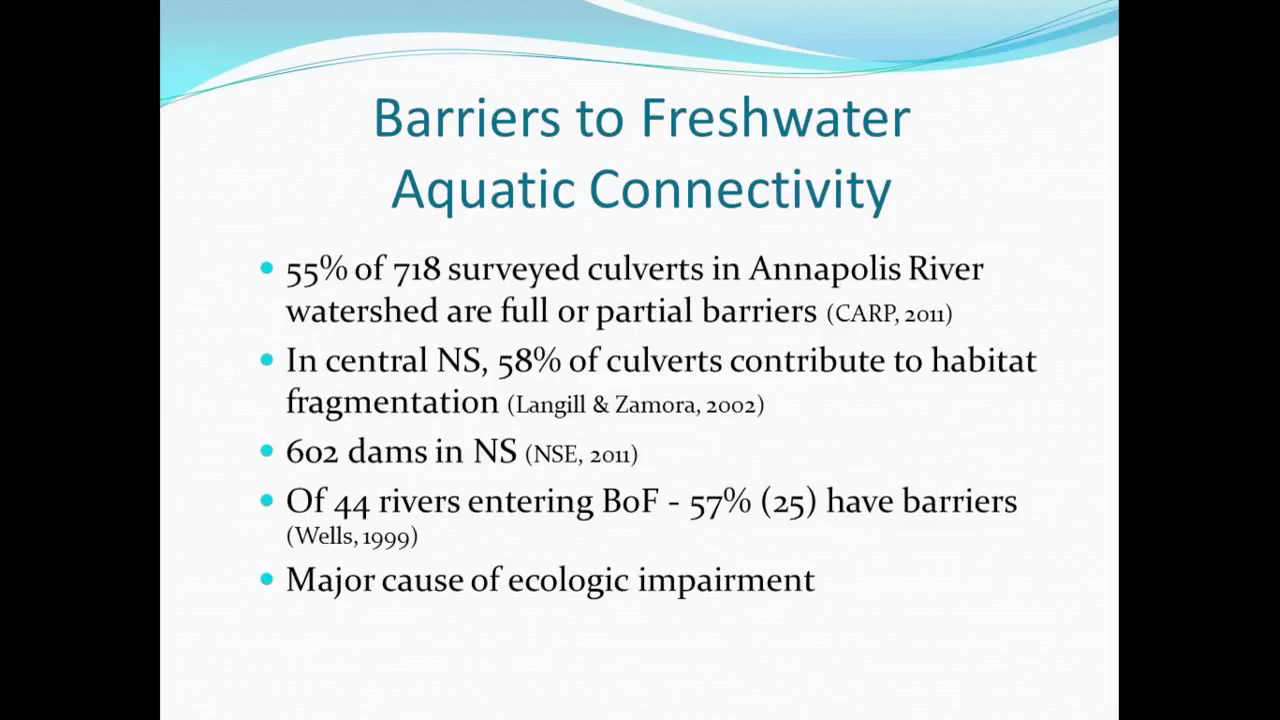 Barriers to Freshwater
Aquatic Connectivity
• 55% of 718 surveyed culverts in Annapolis River
watershed are full or partial barriers (CARP, 2011)
• In central NS, 58% of culverts contribute to habitat
fragmentation (Langill & Zamora, 2002)
• 602 dams in NS (NSE, 2011)
• Of 44 rivers entering BoF - 57% (25) have barriers
(Wells, 1999)
• Major cause of ecologic impairment